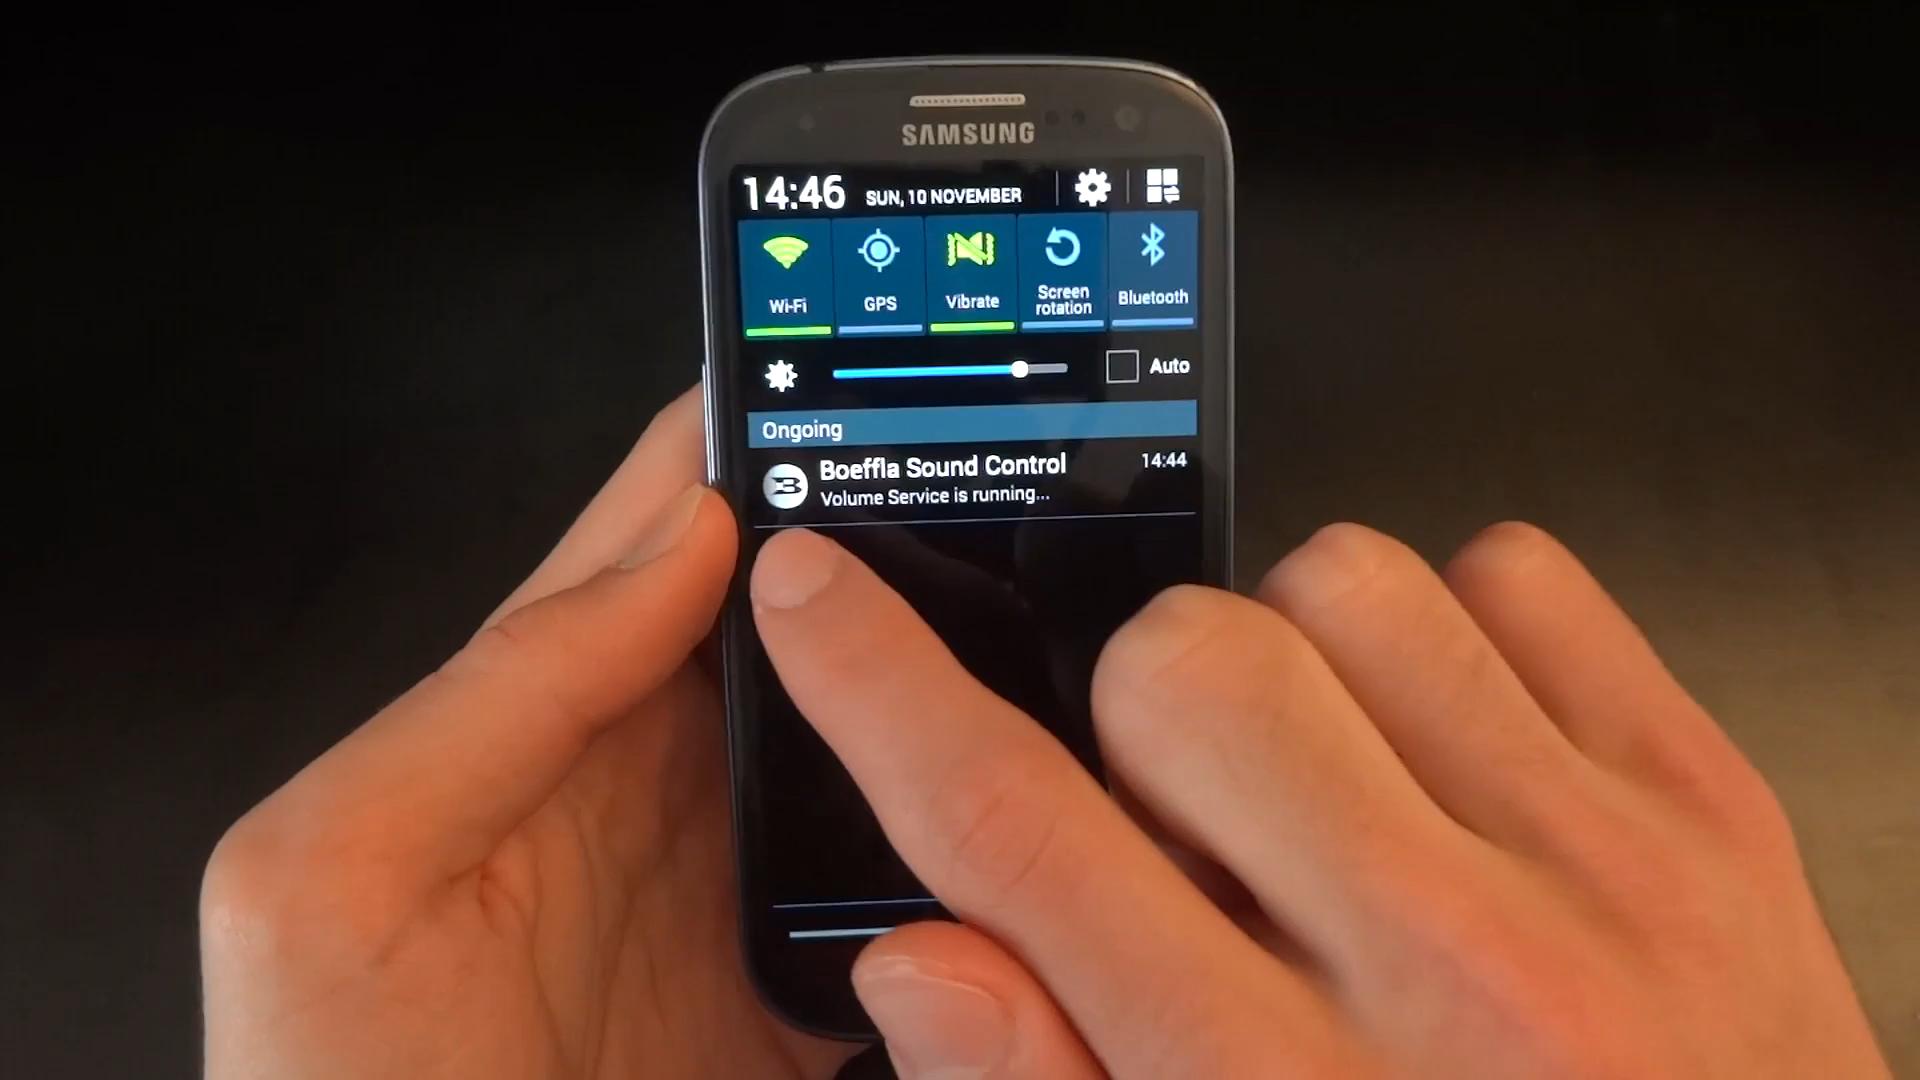 SAMSUNG
14:46 SUN, 10 NOVEMBER
Wi-Fi GPS Vibrate Screen rotation Bluetooth
Auto
Ongoing
Boeffla Sound Control 14:44
Volume Service is running...